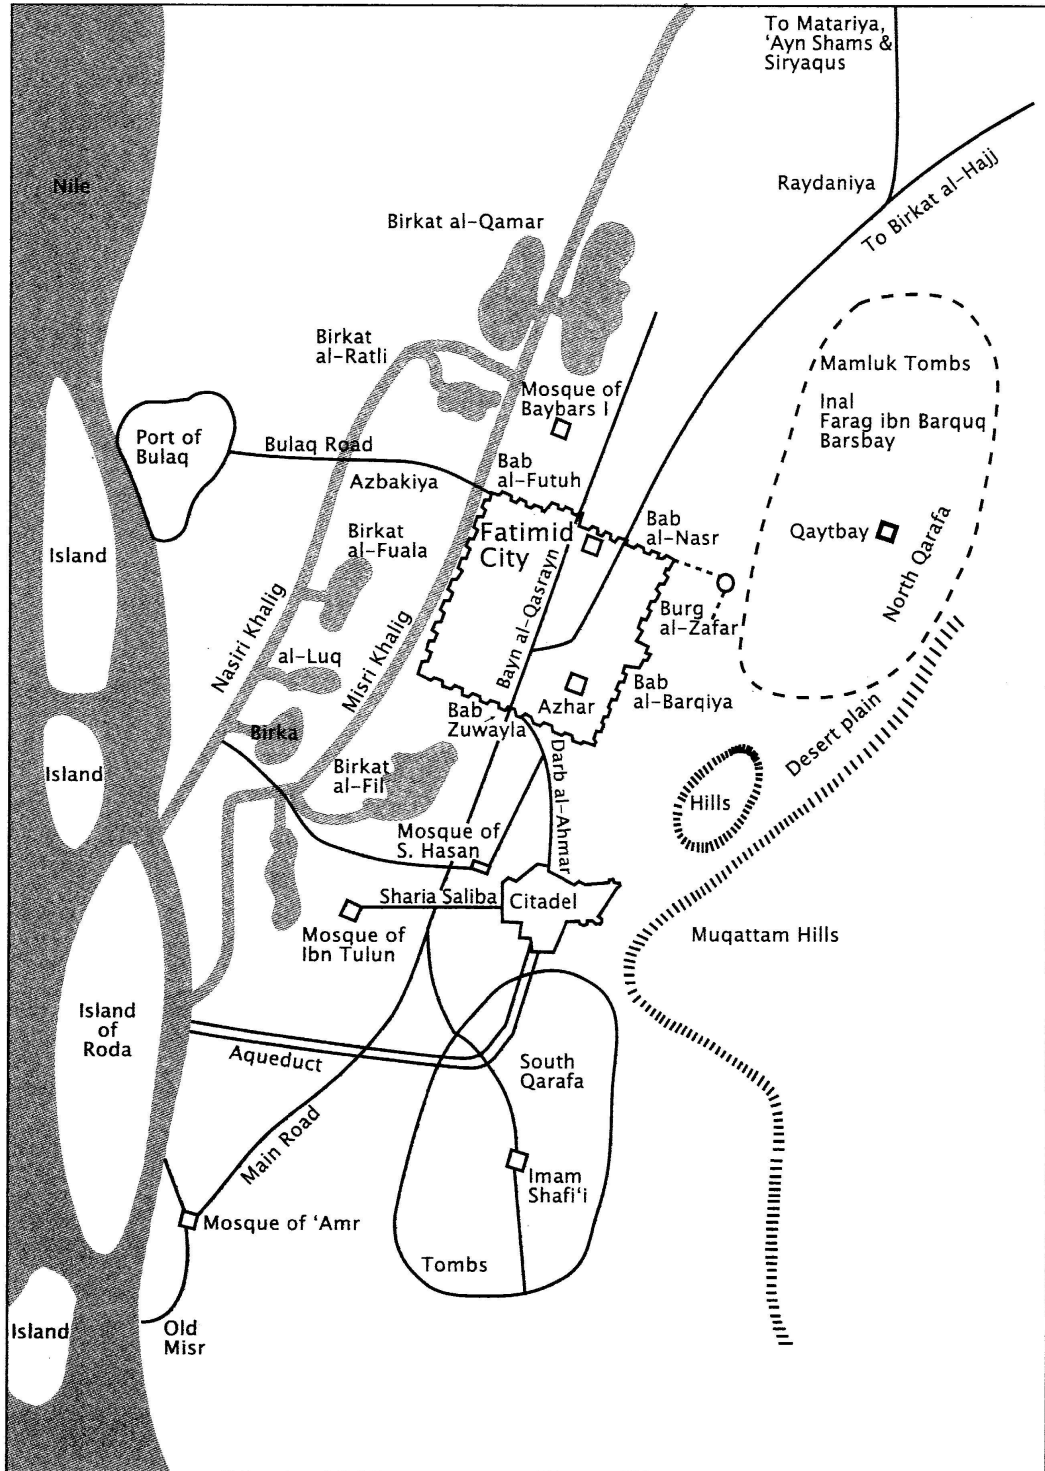 To Matariya,
‘Ayn Shams &
Siryaqus
Nile
Raydaniya
To Birkat al-Hajj
Birkat al-Qamar
Birkat
al-Ratli
Mamluk Tombs
Mosque of
Baybars I
Inal
Farag ibn Barquq
Barsbay
Port of
Bulaq
Bulaq Road
Bab
al-Futuh
Azbakiya
Fatimid
City
Bab
al-Nasr
Qaytbay
Birkat
al-Fuala
Island
North Qarafa
Bayn al-Qasrayn
Burg
al-Zafar
Nasiri Khalig
Misri Khalig
al-Luq
Azhar
Bab
al-Barqiya
Bab
Zuwayla
Birka
Desert plain
Darb al-Ahmar
Island
Birkat
al-Fil
Hills
Mosque of
S. Hasan
Sharia Saliba
Citadel
Mosque of
Ibn Tulun
Muqattam Hills
Island
of
Roda
Aqueduct
South
Qarafa
Main Road
Imam
Shafi‘i
Mosque of ‘Amr
Tombs
Island
Old
Misr